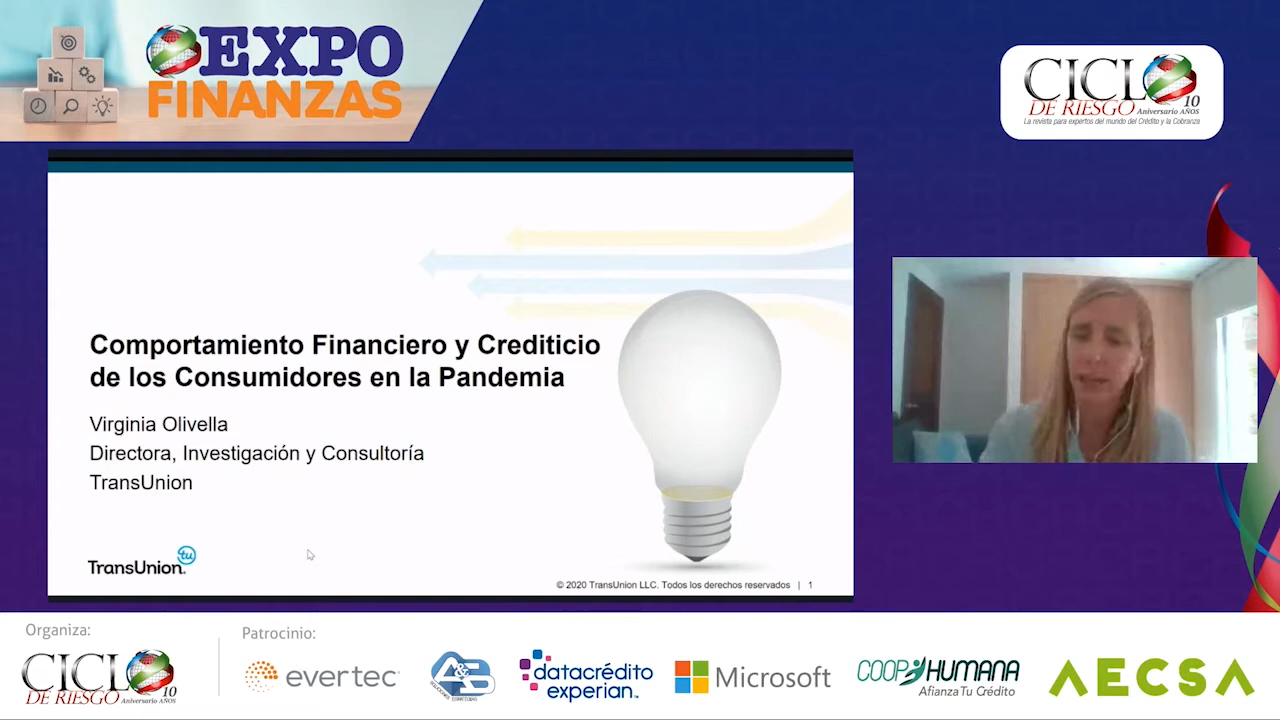 EXPO
FINANZAS
CICLO
DE RIESGO
10
Aniversario AÑOS
La revista para expertos del mundo del Crédito y la Cobranza
Comportamiento Financiero y Crediticio
de los Consumidores en la Pandemia
Virginia Olivella
Directora, Investigación y Consultoría
TransUnion
TransUnion.
tu
© 2020 TransUnion LLC. Todos los derechos reservados | 1
Organiza:
CICLO
DE RIESGO
10
Aniversario AÑOS
Patrocinio:
evertec
A&B
datacrédito
experian.
Microsoft
COOPHUMANA
Afianza Tu Crédito
AECSA